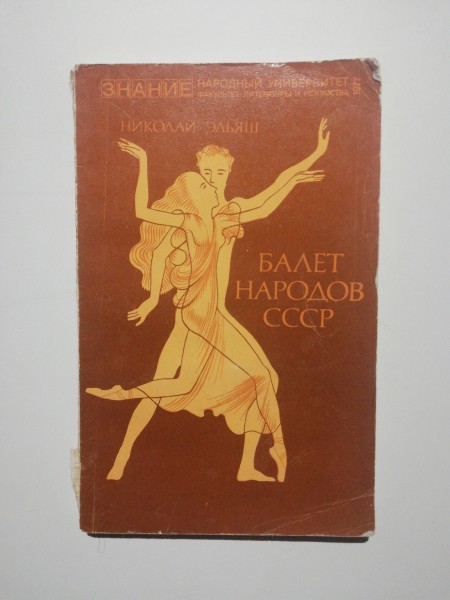 ЗНАНИЕ
НАРОДНЫЙ УНИВЕРСИТЕТ
ФАКУЛЬТЕТ ЛИТЕРАТУРЫ И ИСКУССТВА
НИКОЛАЙ ЭЛЬЯШ
БАЛЕТ
НАРОДОВ
СССР